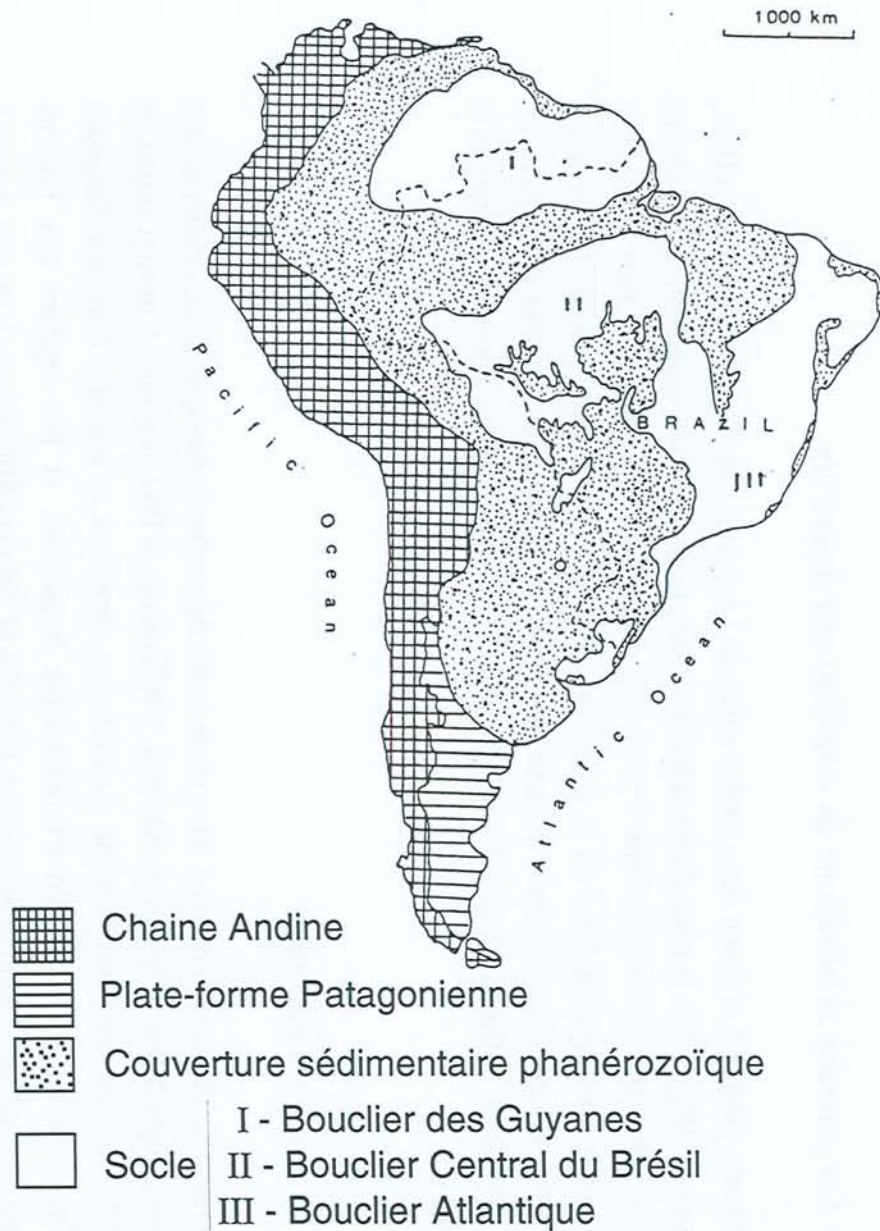 1000 km
I
II
BRAZIL
III
Pacific Ocean
Atlantic Ocean
Chaine Andine
Plate-forme Patagonienne
Couverture sédimentaire phanérozoïque
Socle
I - Bouclier des Guyanes
II - Bouclier Central du Brésil
III - Bouclier Atlantique